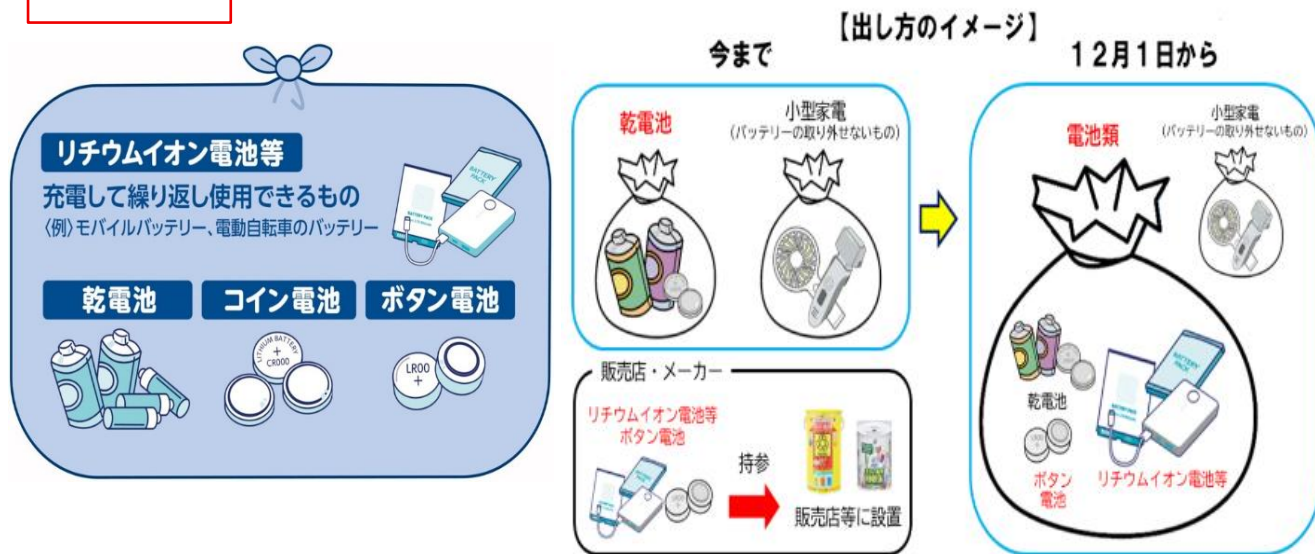 リチウムイオン電池等
充電して繰り返し使用できるもの
〈例〉モバイルバッテリー、電動自転車のバッテリー
BATTERY PACK
BATTERY PACK
乾電池
コイン電池
ボタン電池
LITHIUM BATTERY
+
CR000
LR00
+
【出し方のイメージ】
今まで
乾電池
小型家電
(バッテリーの取り外せないもの)
販売店・メーカー
リチウムイオン電池等
ボタン電池
LR00
+
持参
販売店等に設置
12月1日から
電池類
小型家電
(バッテリーの取り外せないもの)
乾電池
BATTERY PACK
LR00
+
ボタン
電池
リチウムイオン電池等